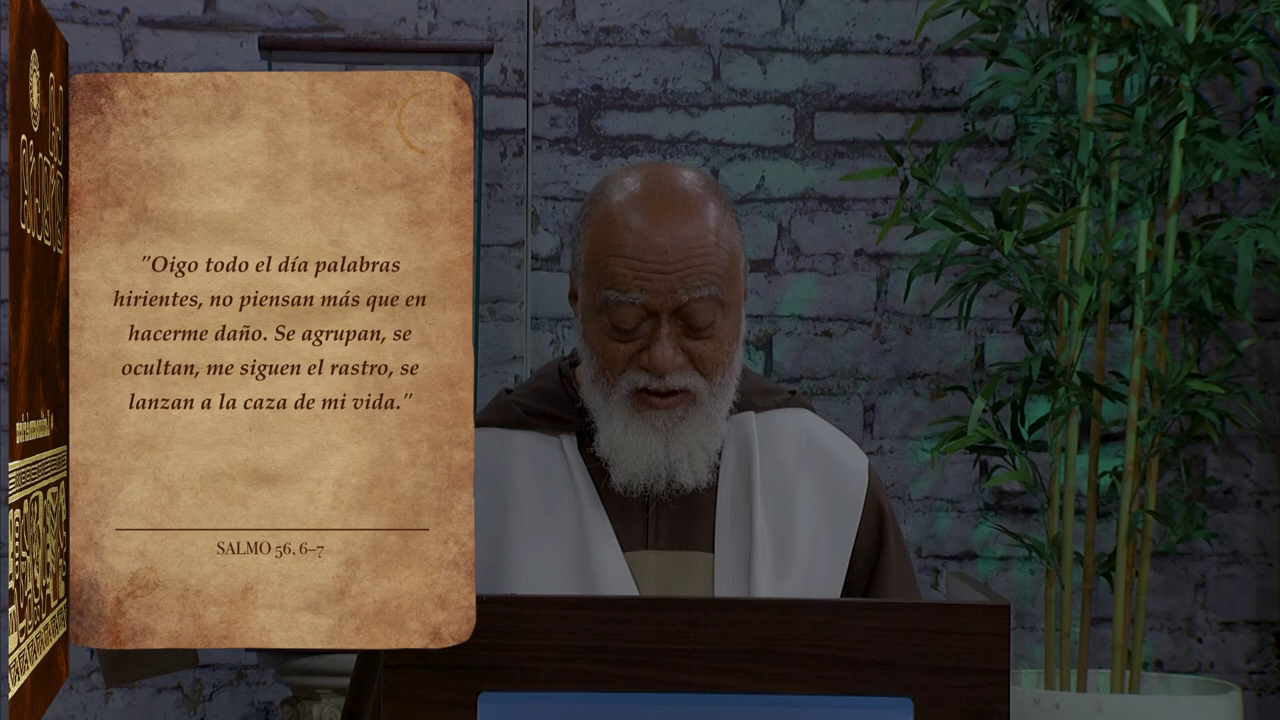 "Oigo todo el día palabras
hirientes, no piensan más que en
hacerme daño. Se agrupan, se
ocultan, me siguen el rastro, se
lanzan a la caza de mi vida."
SALMO 56, 6–7